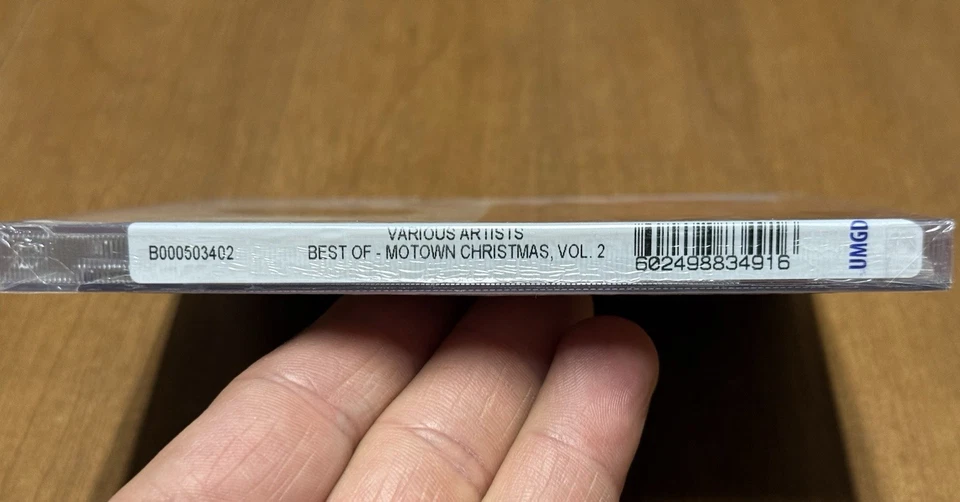 B000503402
VARIOUS ARTISTS
BEST OF - MOTOWN CHRISTMAS, VOL. 2
602498834916
UMGD